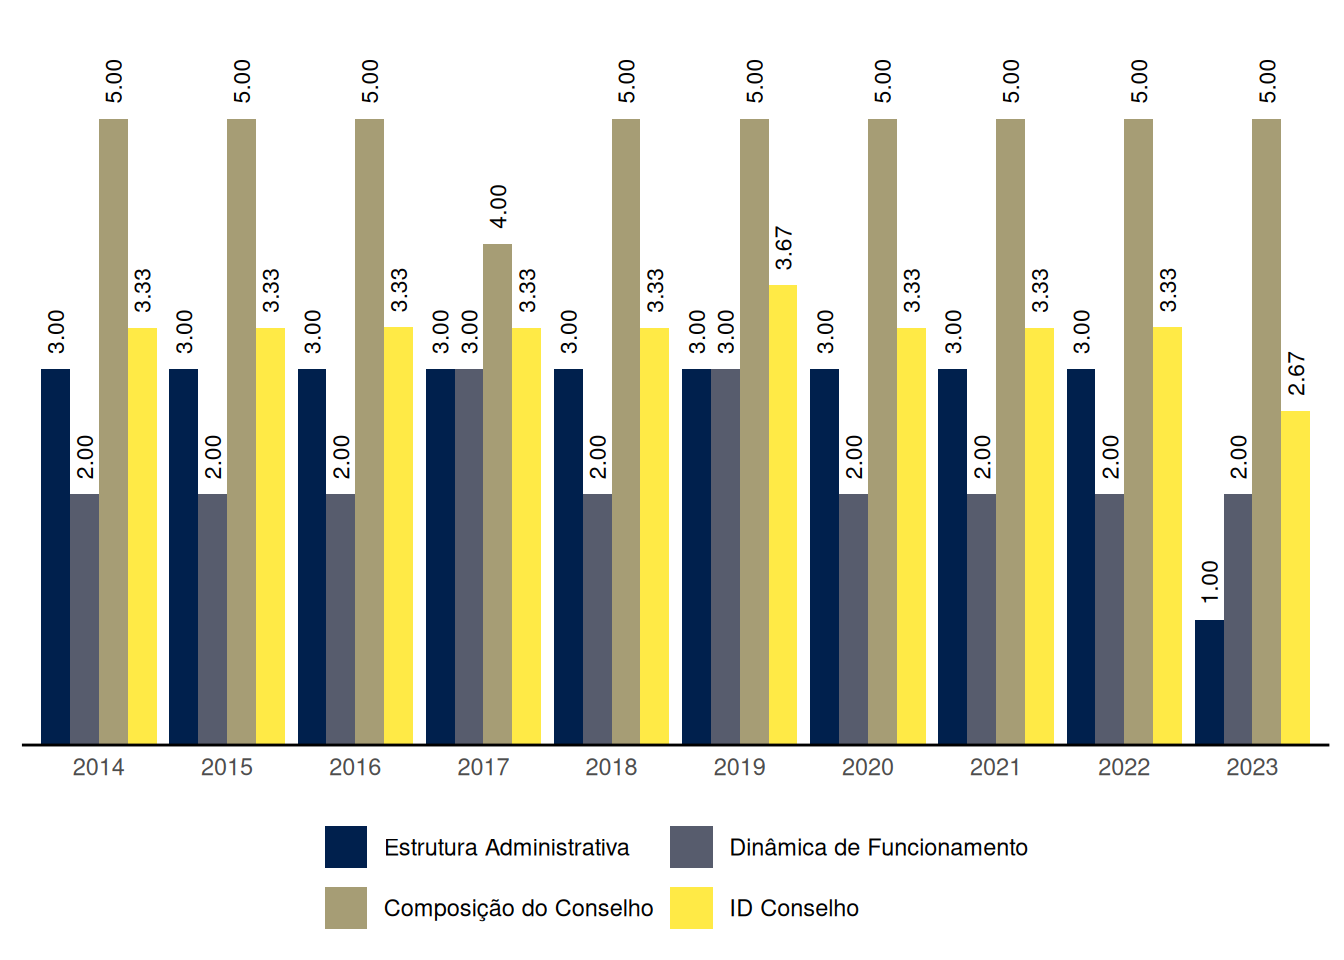 5.00 5.00 5.00 5.00 5.00 5.00 5.00 5.00 5.00
4.00
3.67
3.33 3.33 3.33 3.33 3.33 3.33 3.33 3.33
3.00 3.00 3.00 3.00 3.00 3.00 3.00 3.00 3.00 3.00 3.00
2.67
2.00 2.00 2.00 2.00 2.00 2.00 2.00 2.00
1.00
2014 2015 2016 2017 2018 2019 2020 2021 2022 2023
Estrutura Administrativa Dinâmica de Funcionamento
Composição do Conselho ID Conselho